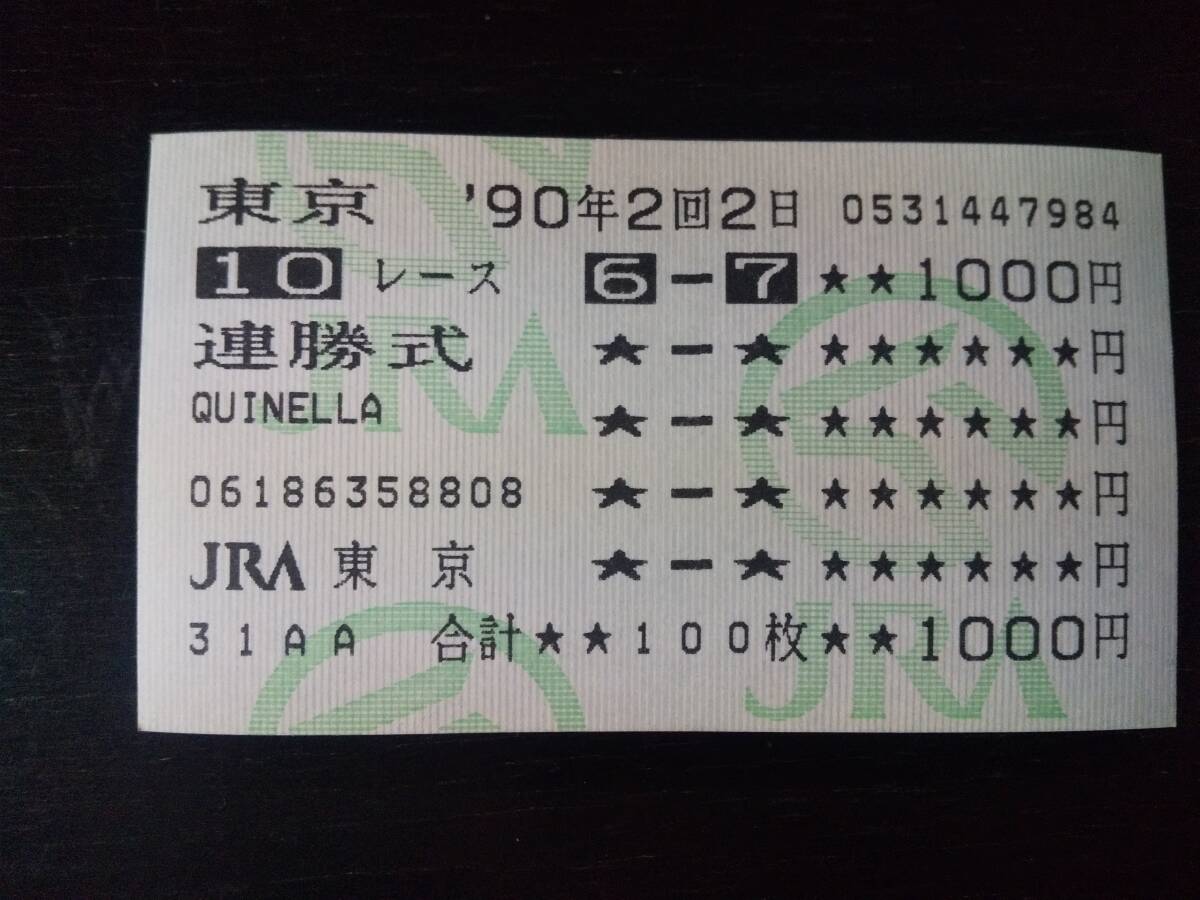 東京 '90年2回2日 0531447984
10 レース 6-7 ★★1000円
連勝式 ★-★ ★★★★★★円
QUINELLA ★-★ ★★★★★★円
06186358808 ★-★ ★★★★★★円
JRA 東京 ★-★ ★★★★★★円
31AA 合計★★100枚★★1000円
JRA
JRA